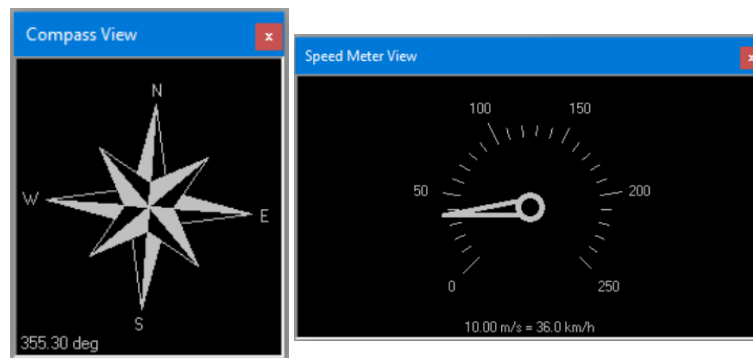 Compass View
x
N
W
E
S
355.30 deg
Speed Meter View
x
100
150
50
200
0
250
10.00 m/s = 36.0 km/h